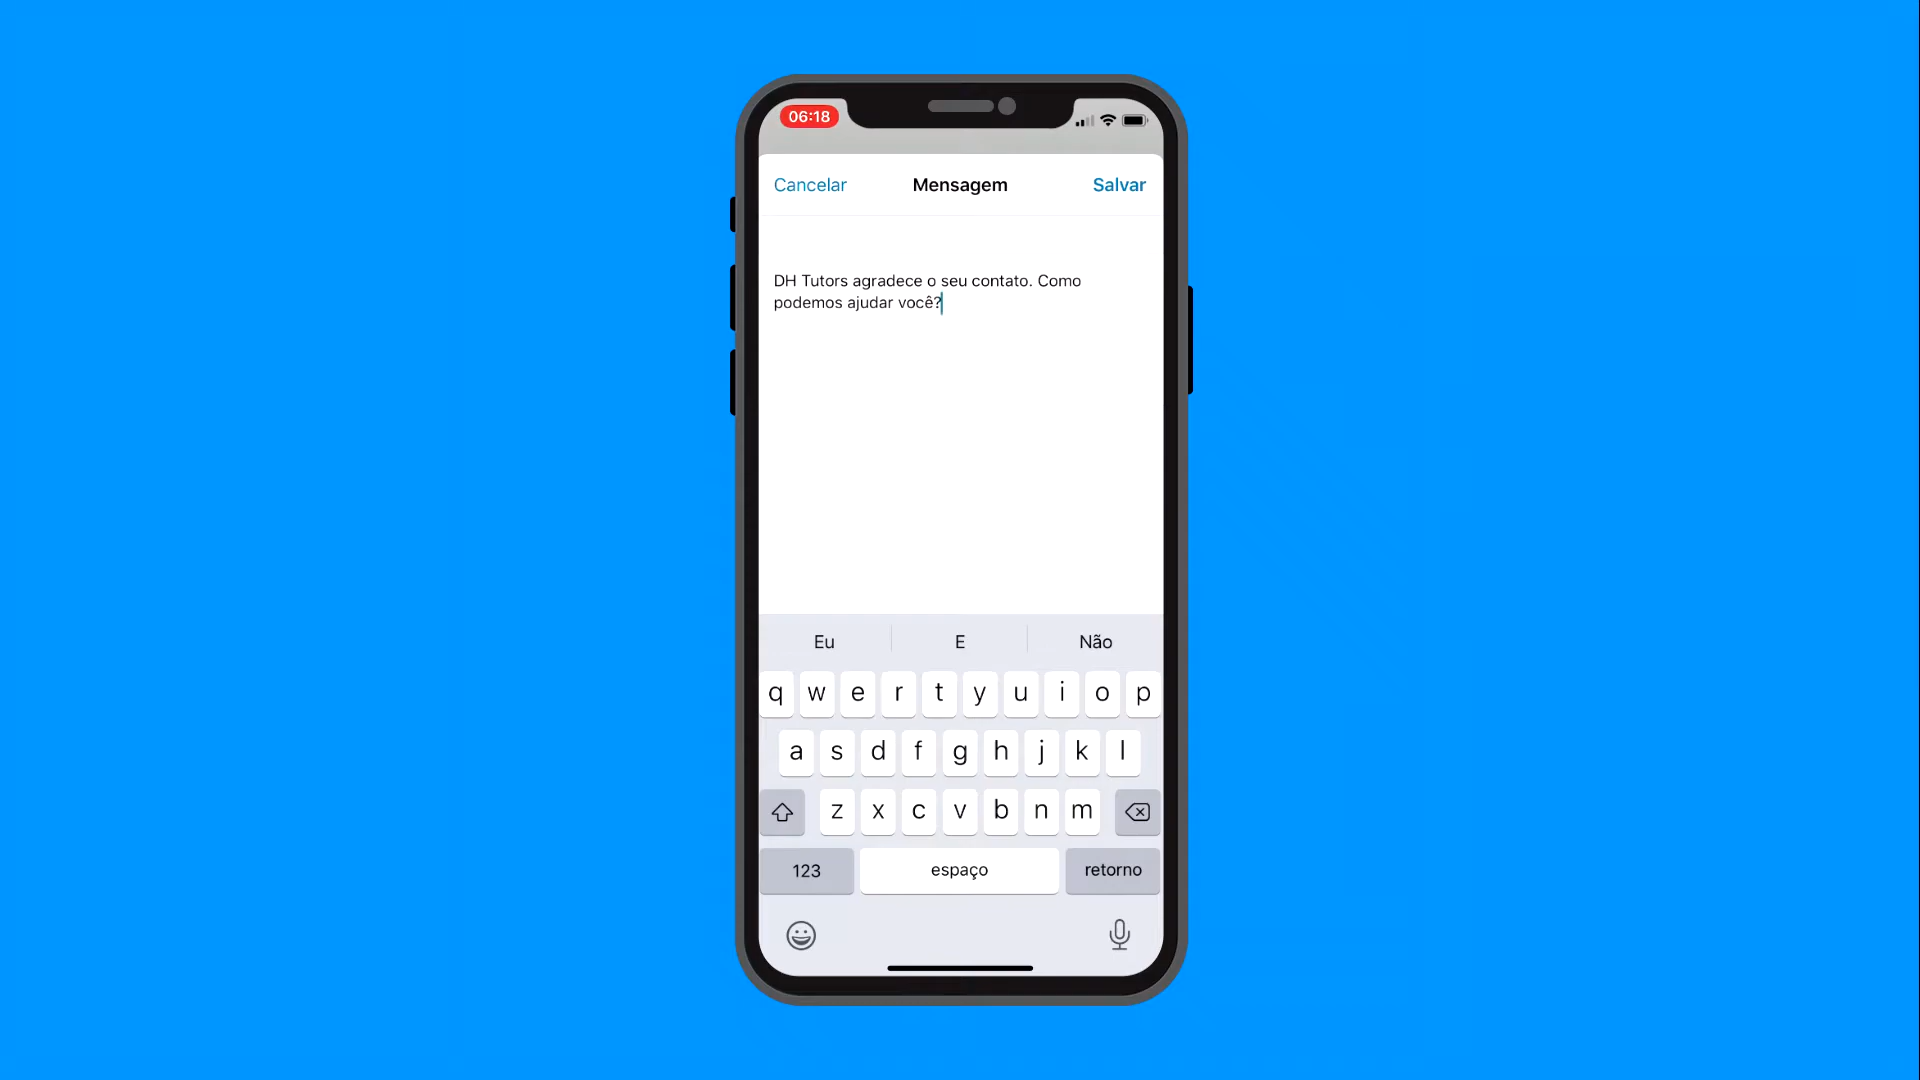 06:18
Cancelar Mensagem Salvar
DH Tutors agradece o seu contato. Como
podemos ajudar você?
Eu E Não
q w e r t y u i o p
a s d f g h j k l
z x c v b n m
123 espaço retorno